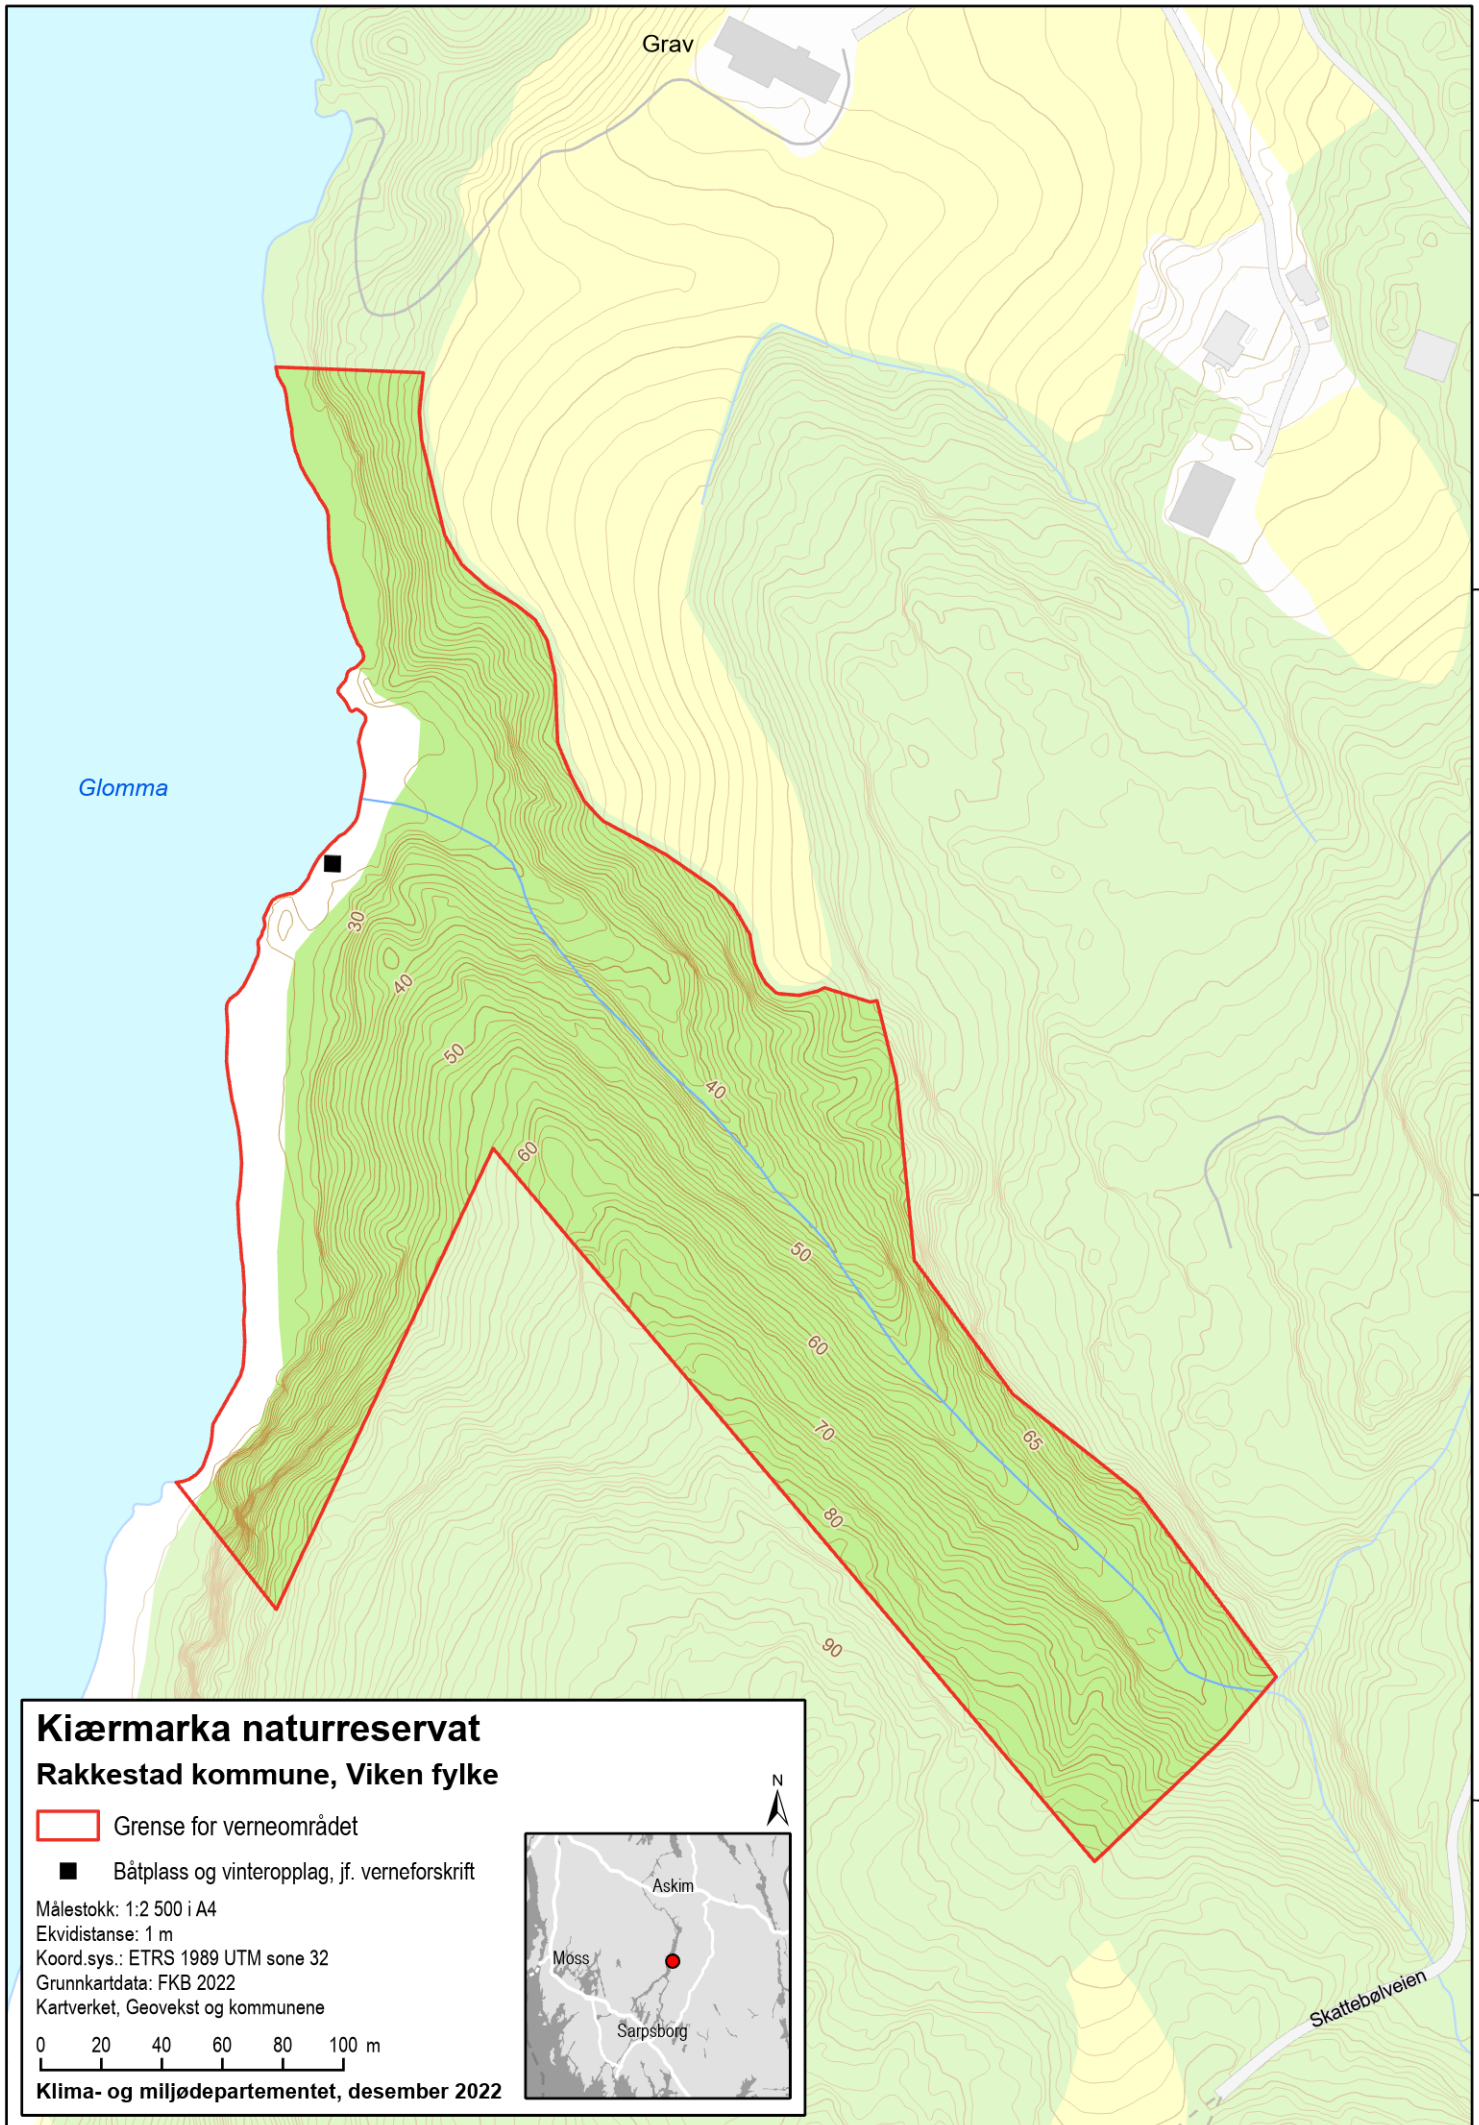 Grav
Glomma
30
40
50
40
60
50
60
70
65
80
90
Kiærmarka naturreservat
Rakkestad kommune, Viken fylke
Grense for verneområdet
Båtplass og vinteropplag, jf. verneforskrift
Målestokk: 1:2 500 i A4
Ekvidistanse: 1 m
Koord.sys.: ETRS 1989 UTM sone 32
Grunnkartdata: FKB 2022
Kartverket, Geovekst og kommunene
0 20 40 60 80 100 m
Klima- og miljødepartementet, desember 2022
N
Askim
Moss
Sarpsborg
Skattebølveien